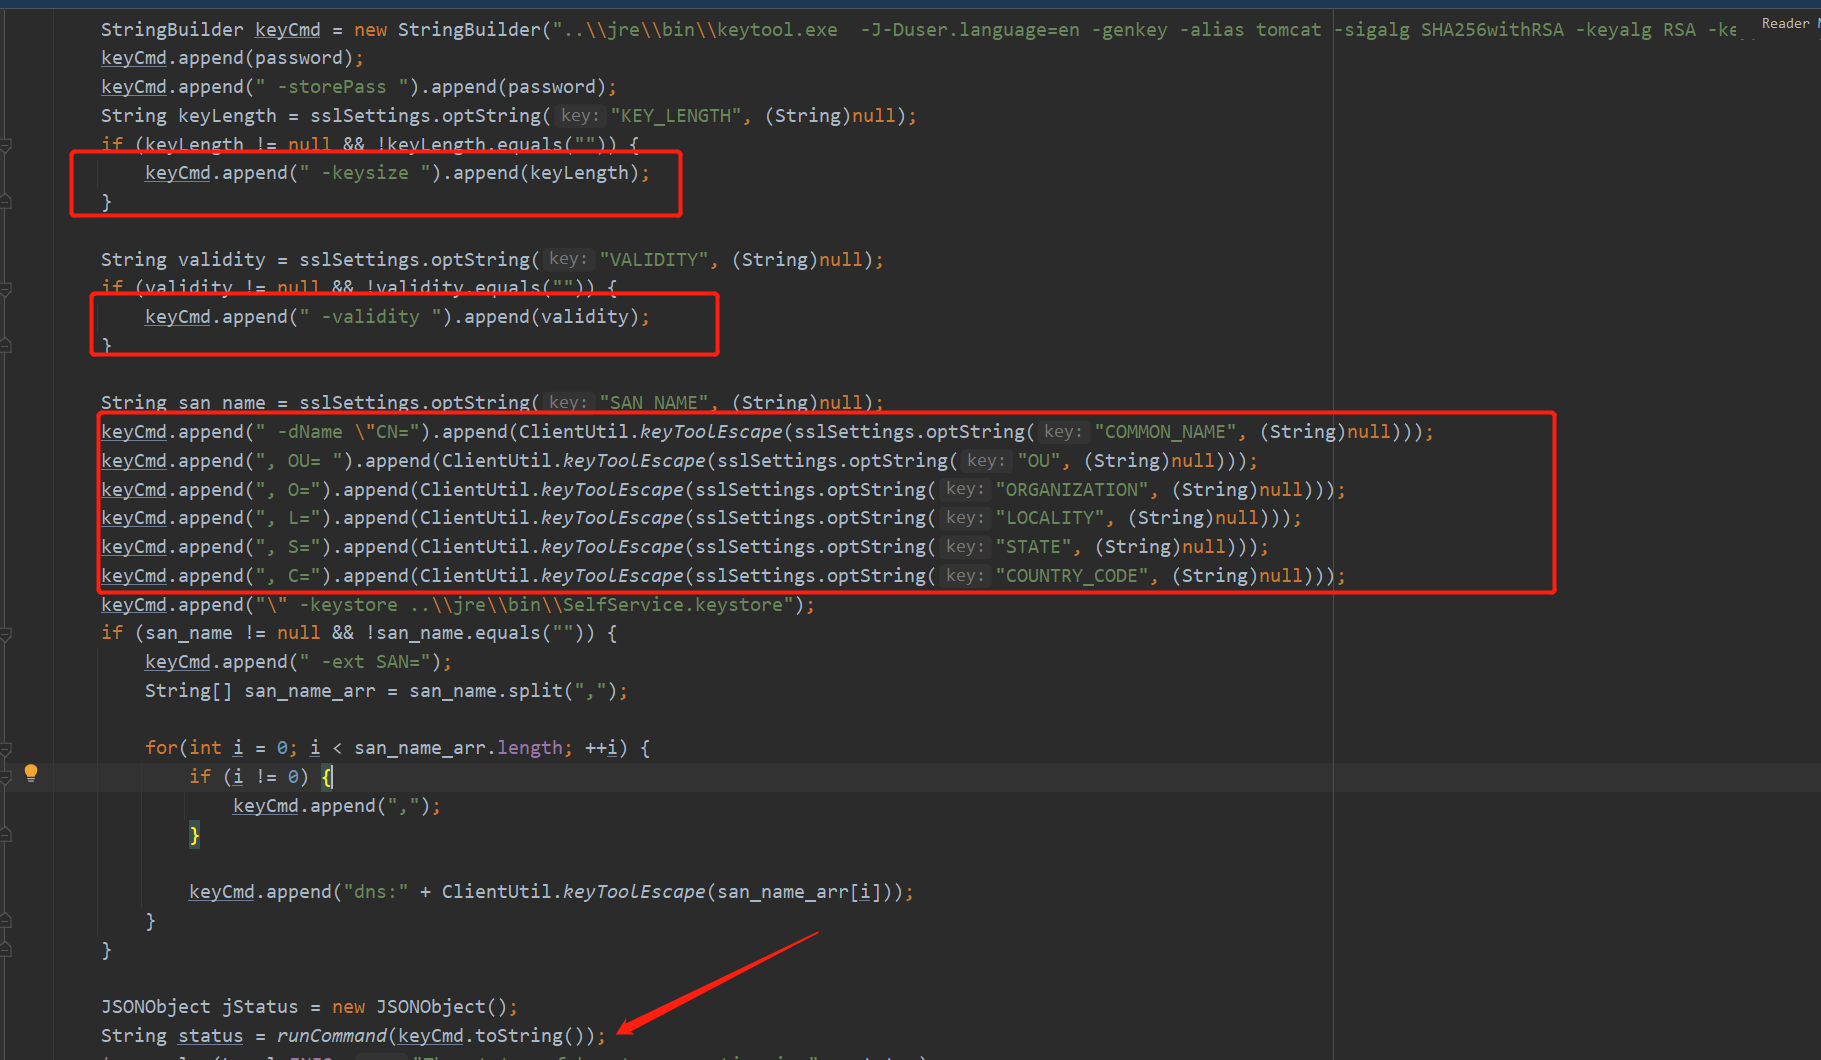 StringBuilder keyCmd = new StringBuilder("..\\jre\\bin\\keytool.exe  -J-Duser.language=en -genkey -alias tomcat -sigalg SHA256withRSA -keyalg RSA -ke
Reader
keyCmd.append(password);
keyCmd.append(" -storePass ").append(password);
String keyLength = sslSettings.optString( key: "KEY_LENGTH", (String)null);
if (keyLength != null && !keyLength.equals("")) {
keyCmd.append(" -keysize ").append(keyLength);
}
String validity = sslSettings.optString( key: "VALIDITY", (String)null);
if (validity != null && !validity.equals("")) {
keyCmd.append(" -validity ").append(validity);
}
String san_name = sslSettings.optString( key: "SAN_NAME", (String)null);
keyCmd.append(" -dName \"CN=").append(ClientUtil.keyToolEscape(sslSettings.optString( key: "COMMON_NAME", (String)null)));
keyCmd.append(", OU= ").append(ClientUtil.keyToolEscape(sslSettings.optString( key: "OU", (String)null)));
keyCmd.append(", O=").append(ClientUtil.keyToolEscape(sslSettings.optString( key: "ORGANIZATION", (String)null)));
keyCmd.append(", L=").append(ClientUtil.keyToolEscape(sslSettings.optString( key: "LOCALITY", (String)null)));
keyCmd.append(", S=").append(ClientUtil.keyToolEscape(sslSettings.optString( key: "STATE", (String)null)));
keyCmd.append(", C=").append(ClientUtil.keyToolEscape(sslSettings.optString( key: "COUNTRY_CODE", (String)null)));
keyCmd.append("\" -keystore ..\\jre\\bin\\SelfService.keystore");
if (san_name != null && !san_name.equals("")) {
keyCmd.append(" -ext SAN=");
String[] san_name_arr = san_name.split(",");
for(int i = 0; i < san_name_arr.length; ++i) {
if (i != 0) {
keyCmd.append(",");
}
keyCmd.append("dns:" + ClientUtil.keyToolEscape(san_name_arr[i]));
}
}
JSONObject jStatus = new JSONObject();
String status = runCommand(keyCmd.toString());